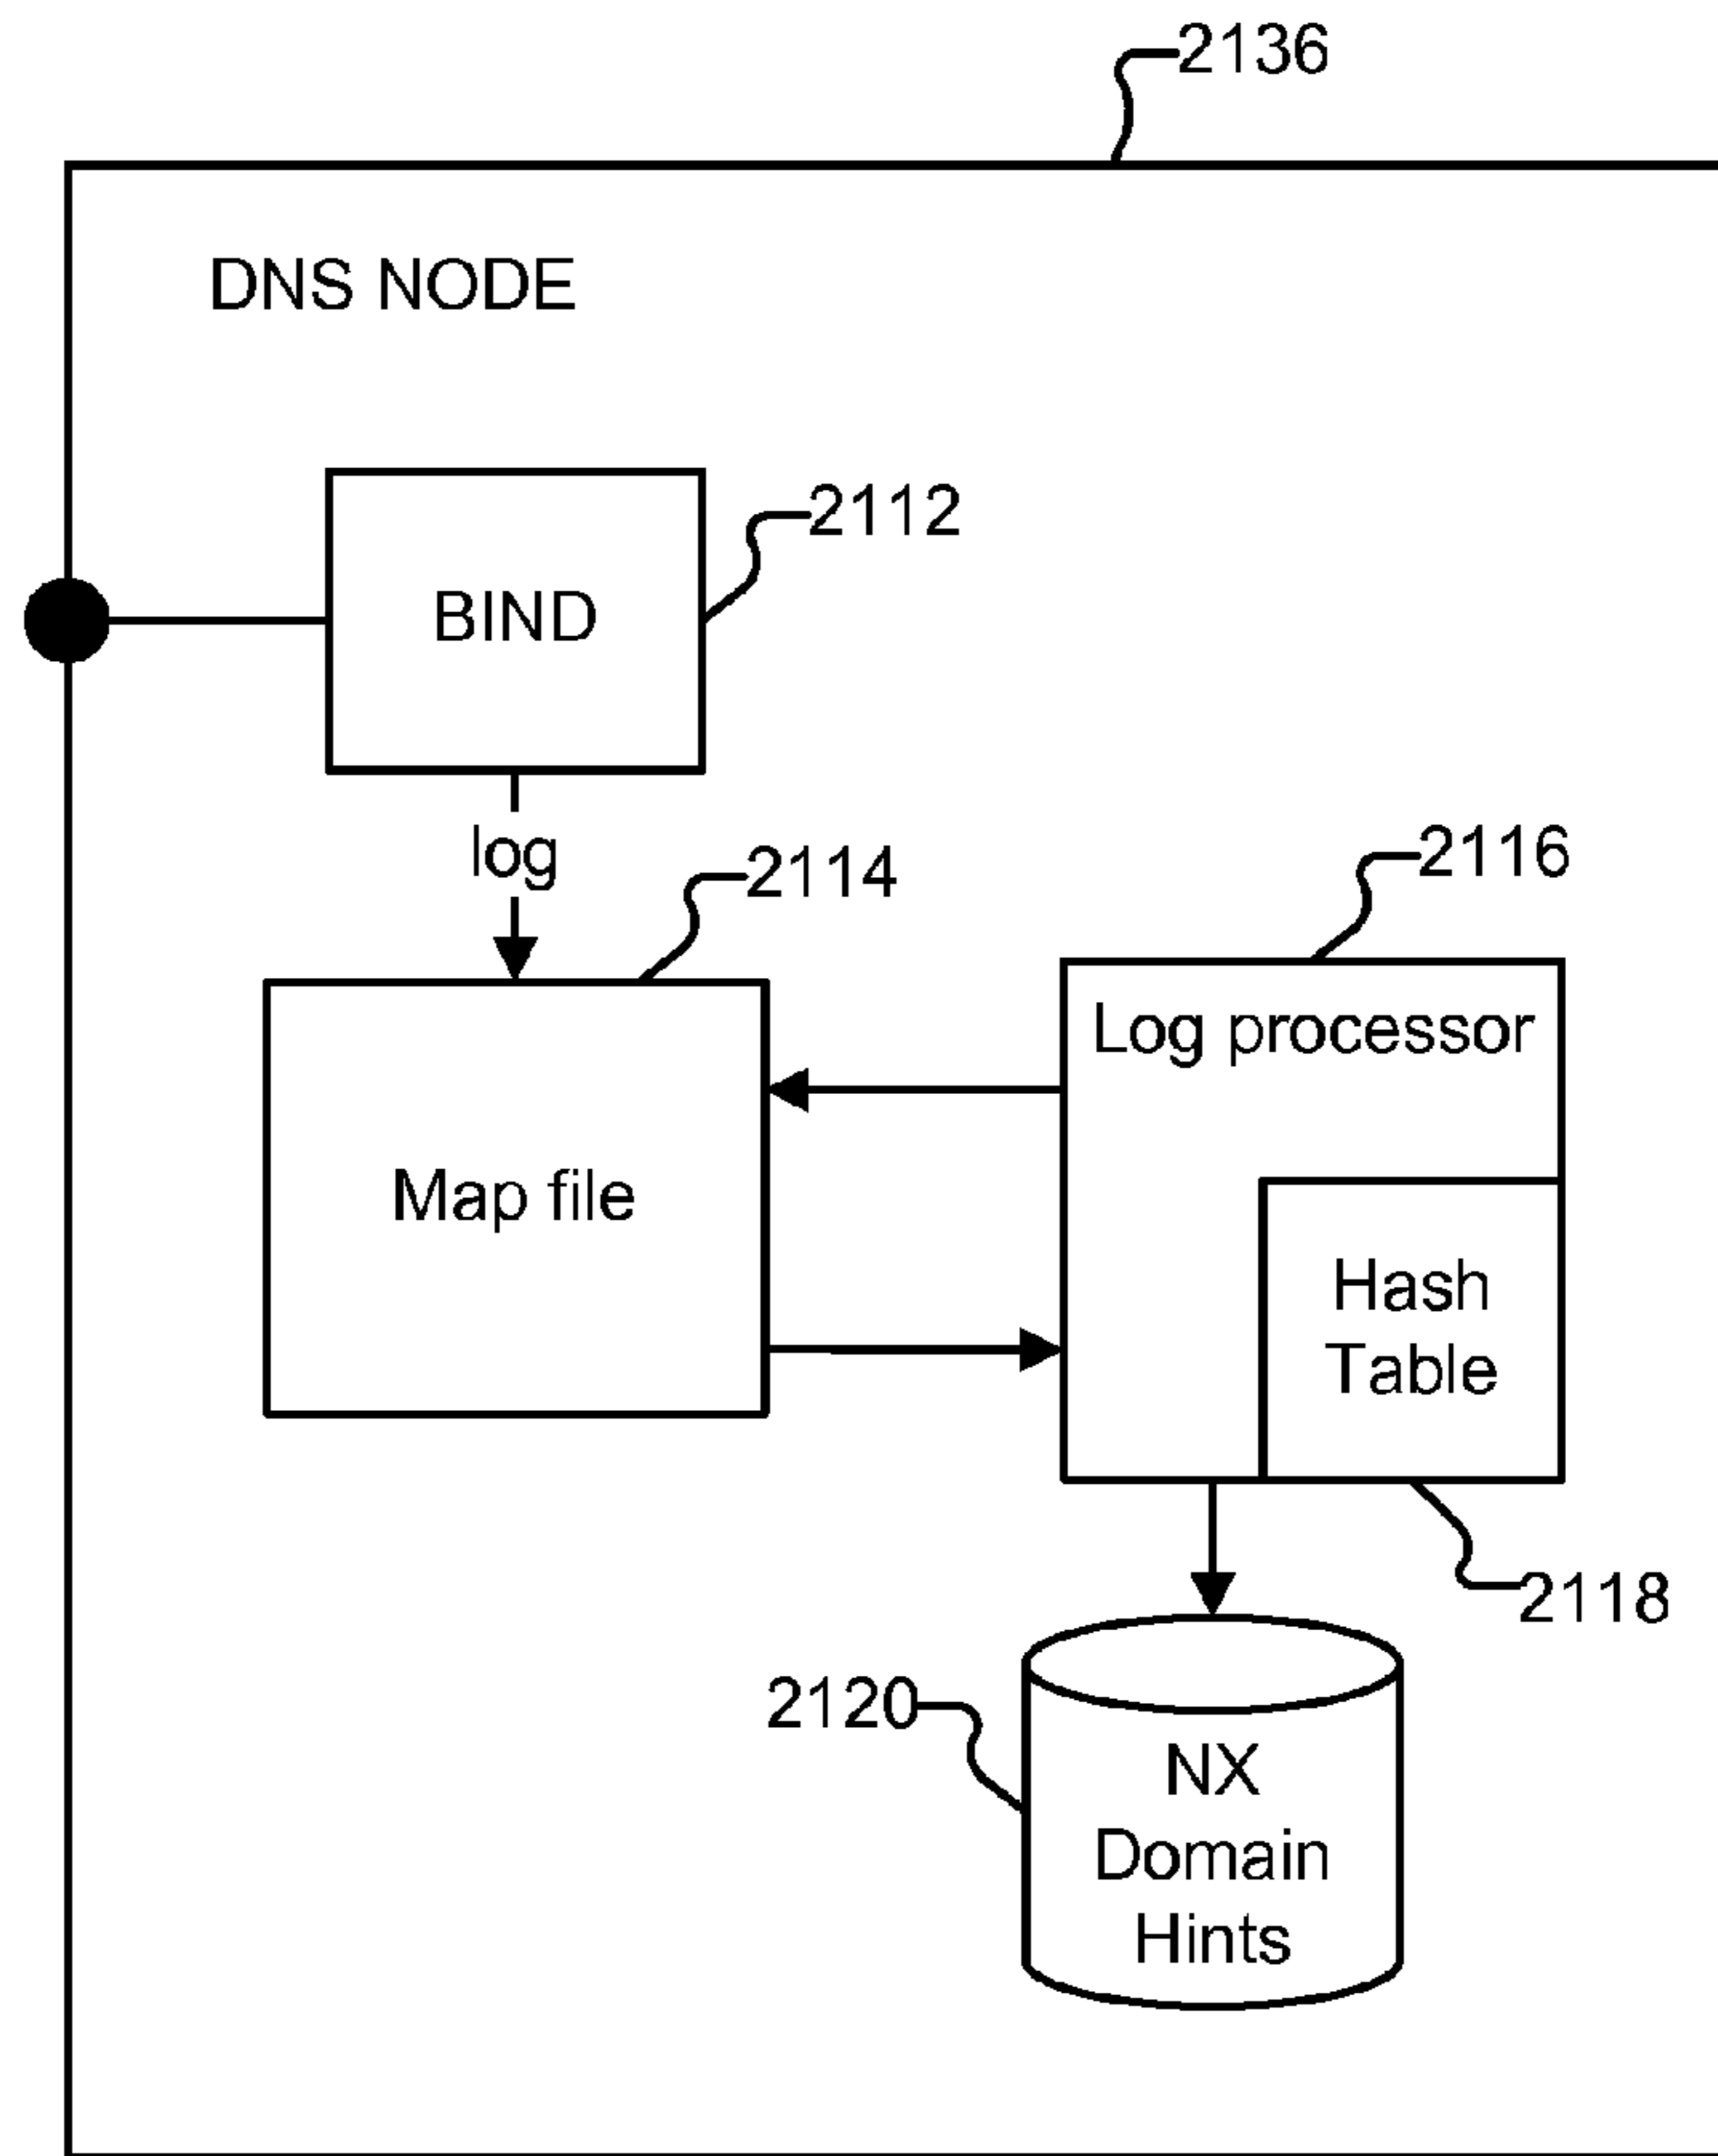 2136
DNS NODE
2112
BIND
log
2114
2116
Log processor
Map file
Hash
Table
2118
2120
NX
Domain
Hints